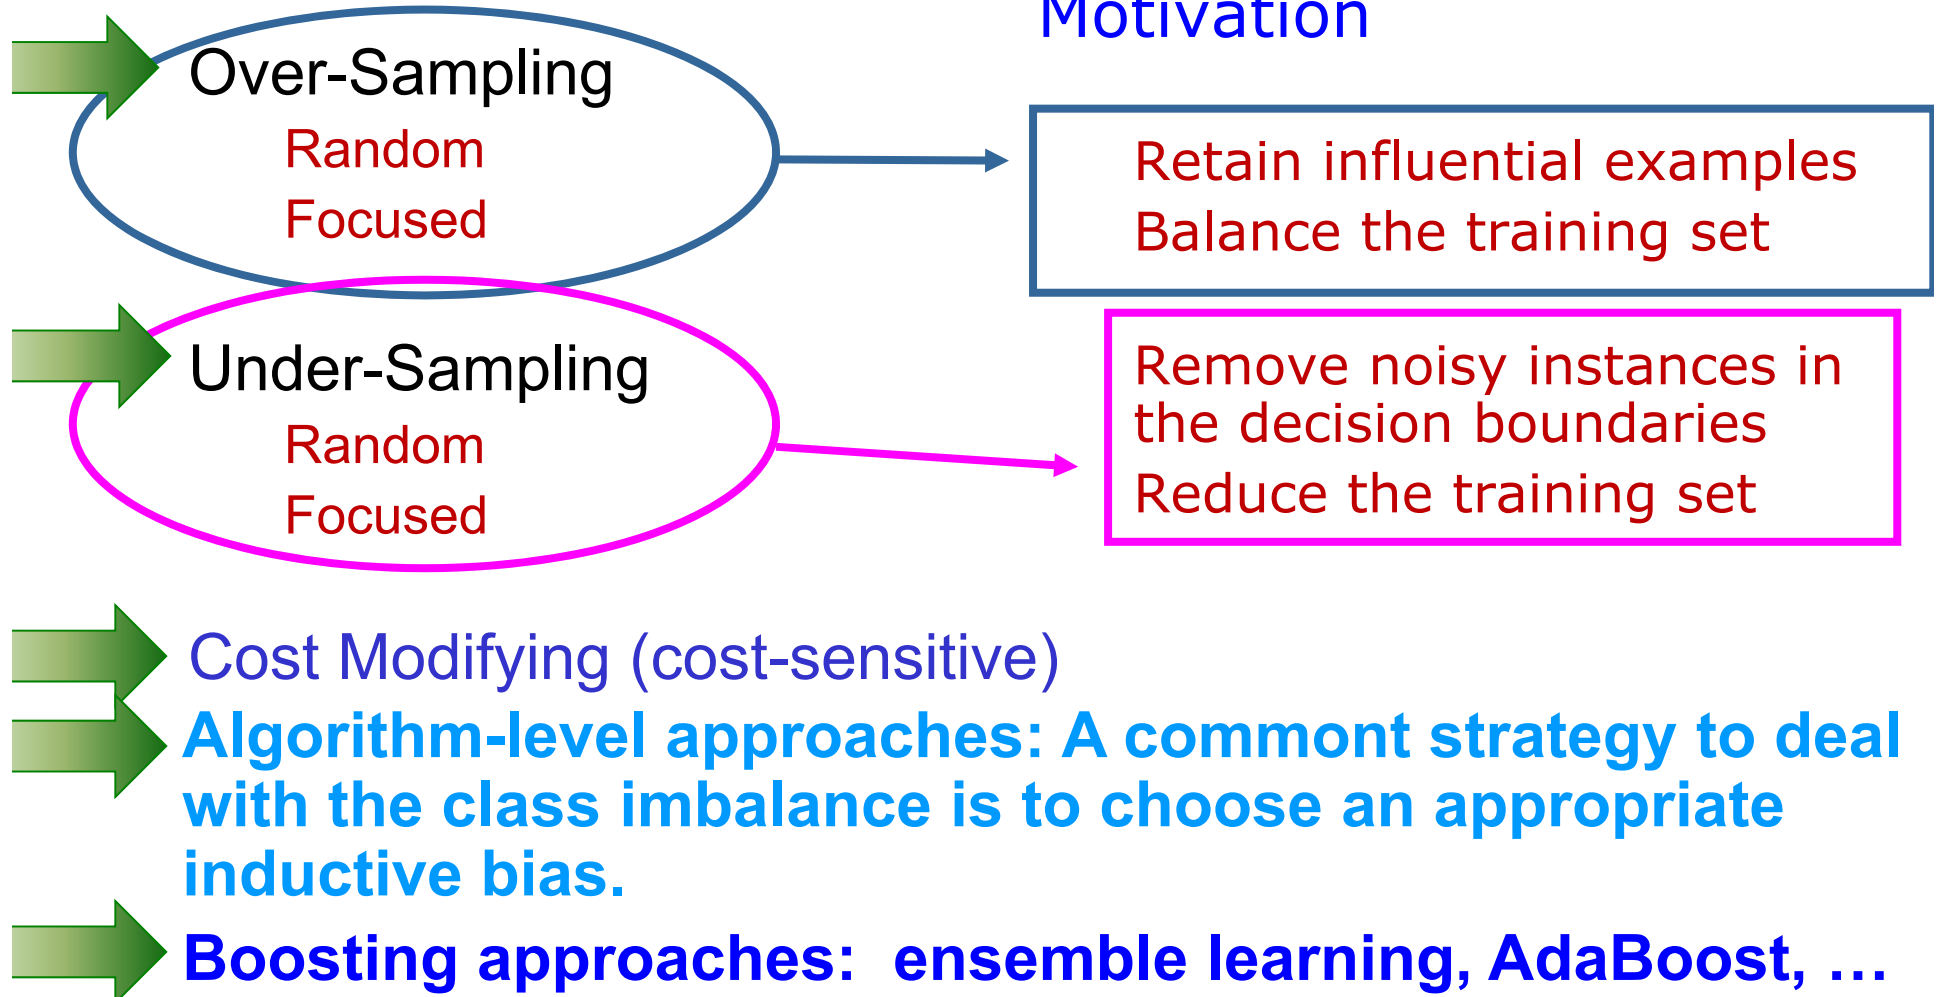 Motivation
Over-Sampling
Random
Focused
Retain influential examples
Balance the training set
Under-Sampling
Random
Focused
Remove noisy instances in
the decision boundaries
Reduce the training set
Cost Modifying (cost-sensitive)
Algorithm-level approaches: A commont strategy to deal
with the class imbalance is to choose an appropriate
inductive bias.
Boosting approaches:  ensemble learning, AdaBoost, …